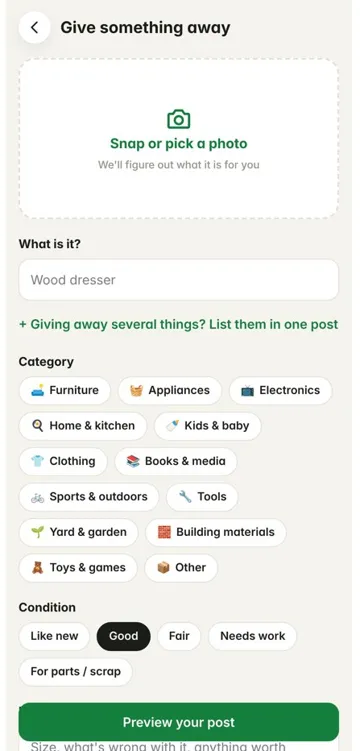 Give something away
Snap or pick a photo
We'll figure out what it is for you
What is it?
Wood dresser
+ Giving away several things? List them in one post
Category
Furniture
Appliances
Electronics
Home & kitchen
Kids & baby
Clothing
Books & media
Sports & outdoors
Tools
Yard & garden
Building materials
Toys & games
Other
Condition
Like new
Good
Fair
Needs work
For parts / scrap
Preview your post
Size, what's wrong with it, anything worth